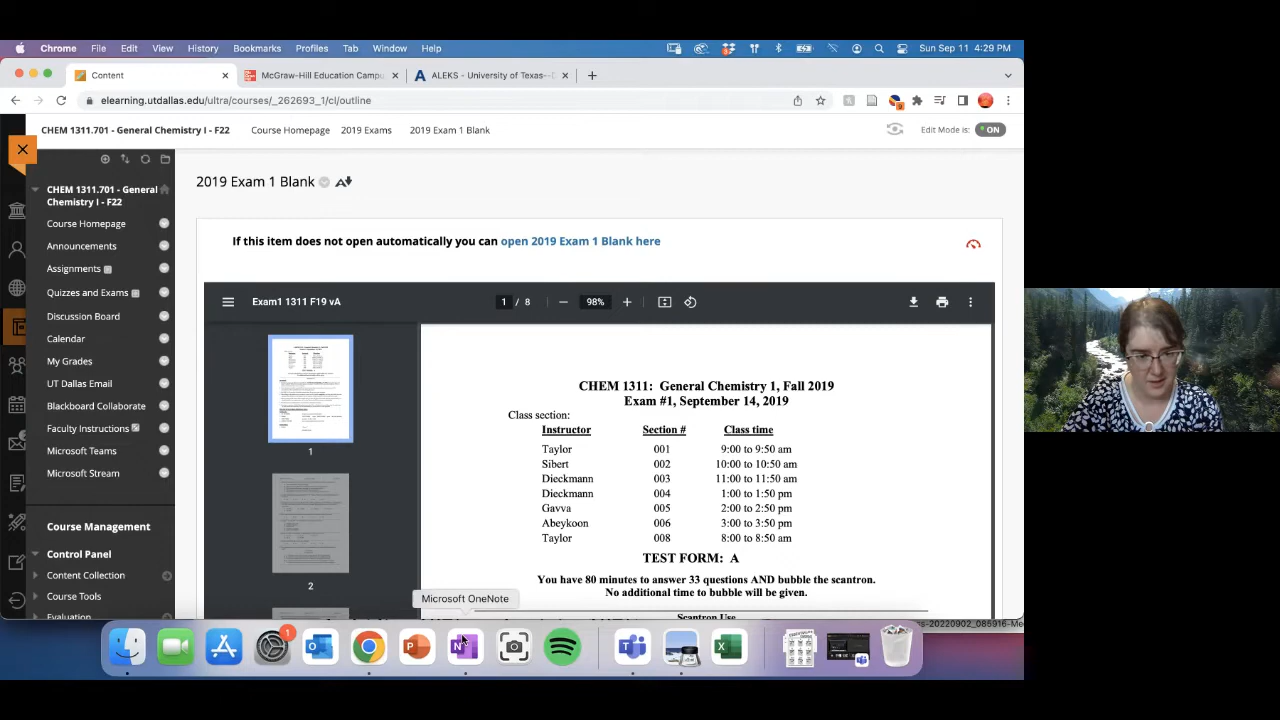 Chrome File Edit View History Bookmarks Profiles Tab Window Help Sun Sep 11 4:29 PM
Content McGraw-Hill Education Campu ALEKS - University of Texas--
elearning.utdallas.edu/ultra/courses/_262693_1/cl/outline
CHEM 1311.701 - General Chemistry I - F22 Course Homepage 2019 Exams 2019 Exam 1 Blank Edit Mode is: ON
CHEM 1311.701 - General
Chemistry I - F22
Course Homepage
Announcements
Assignments
Quizzes and Exams
Discussion Board
Calendar
My Grades
UT Dallas Email
Blackboard Collaborate
Faculty Instructions
Microsoft Teams
Microsoft Stream
Course Management
Control Panel
Content Collection
Course Tools
Evaluation
2019 Exam 1 Blank
If this item does not open automatically you can open 2019 Exam 1 Blank here
Exam1 1311 F19 vA 1 / 8 98%
1
2
CHEM 1311: General Chemistry 1, Fall 2019
Exam #1, September 14, 2019
Class section:
Instructor Section # Class time
Taylor 001 9:00 to 9:50 am
Sibert 002 10:00 to 10:50 am
Dieckmann 003 11:00 to 11:50 am
Dieckmann 004 1:00 to 1:50 pm
Gavva 005 2:00 to 2:50 pm
Abeykoon 006 3:00 to 3:50 pm
Taylor 008 8:00 to 8:50 am
TEST FORM: A
You have 80 minutes to answer 33 questions AND bubble the scantron.
No additional time to bubble will be given.
Scantron Use
Microsoft OneNote
1